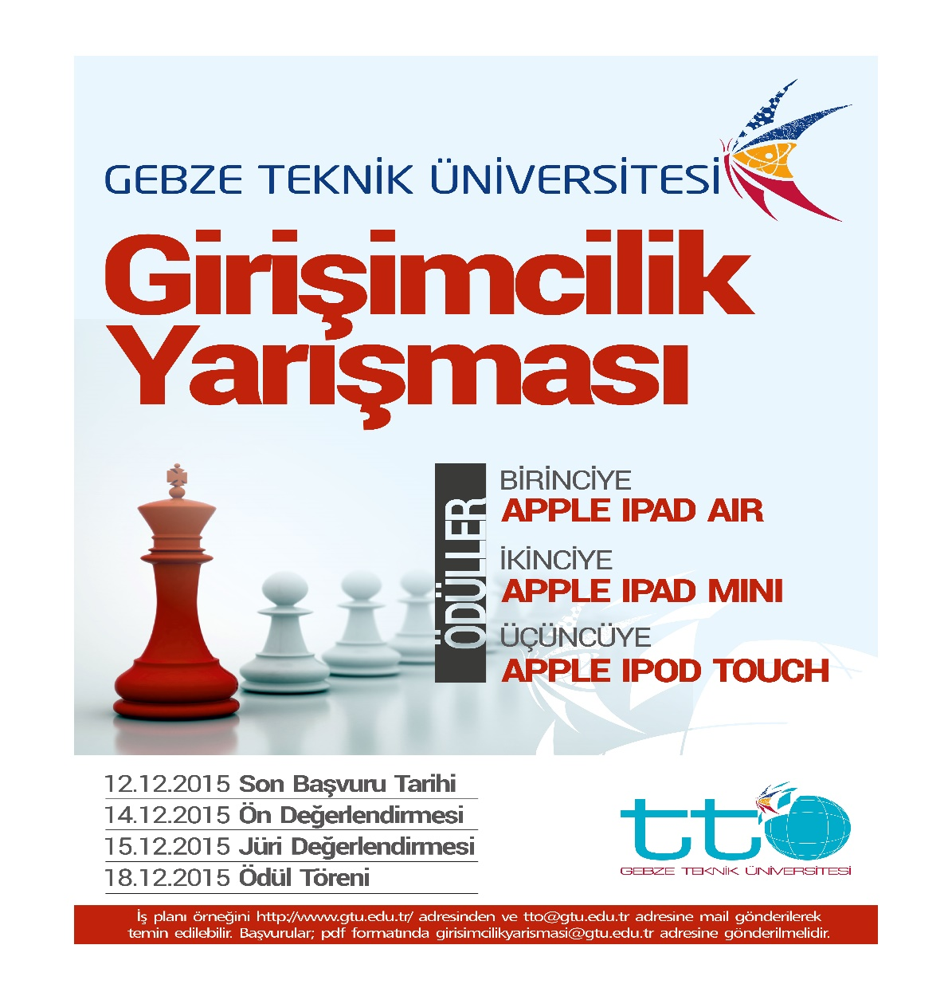 GEBZE TEKNİK ÜNİVERSİTESİ
Girişimcilik
Yarışması
ÖDÜLLER
BİRİNCİYE
APPLE IPAD AIR
İKİNCİYE
APPLE IPAD MINI
ÜÇÜNCÜYE
APPLE IPOD TOUCH
12.12.2015 Son Başvuru Tarihi
14.12.2015 Ön Değerlendirmesi
15.12.2015 Jüri Değerlendirmesi
18.12.2015 Ödül Töreni
tto
GEBZE TEKNİK ÜNİVERSİTESİ
İş planı örneğini http://www.gtu.edu.tr/ adresinden ve tto@gtu.edu.tr adresine mail gönderilerek
temin edilebilir. Başvurular; pdf formatında girisimcilikyarismasi@gtu.edu.tr adresine gönderilmelidir.